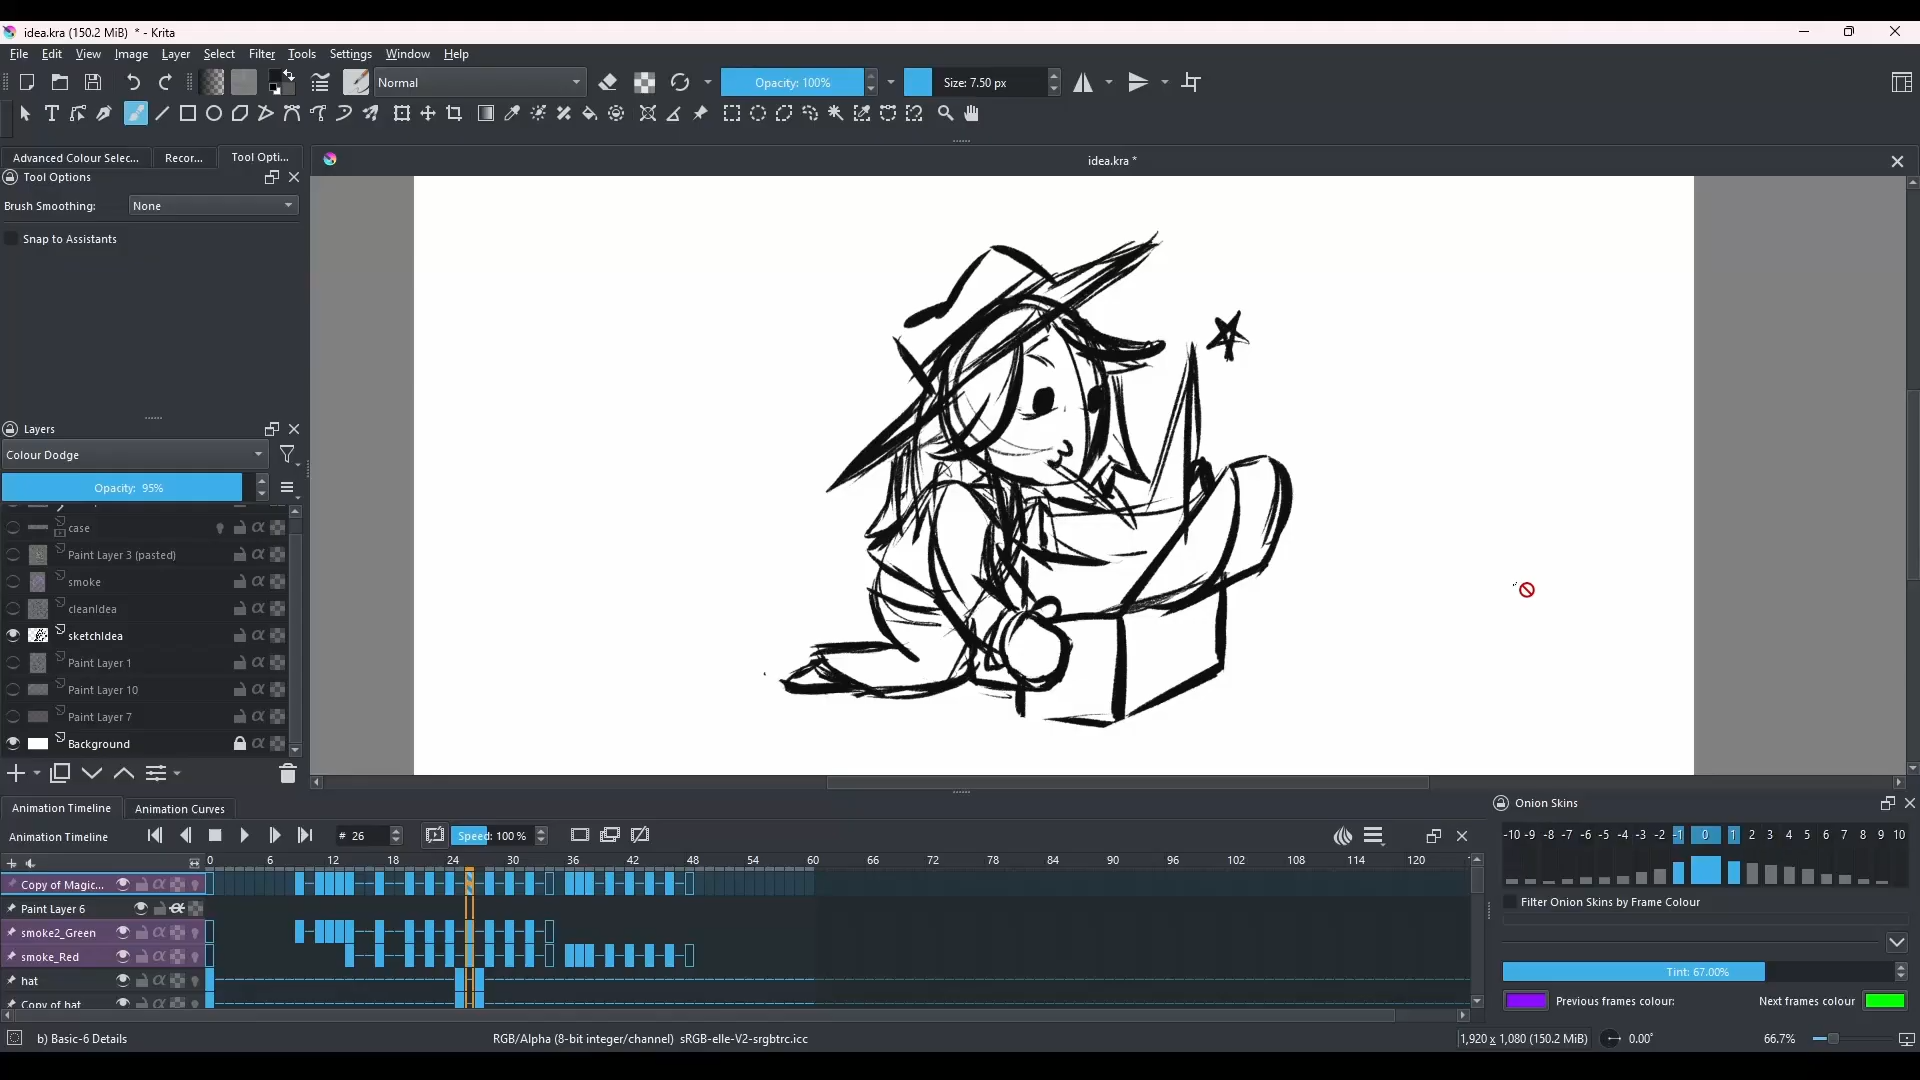 idea.kra (150.2 MiB) * - Krita
File Edit View Image Layer Select Filter Tools Settings Window Help
Normal
Opacity: 100%
Size: 7.50 px
Advanced Colour Selec...
Recor...
Tool Opti...
idea.kra *
Tool Options
Brush Smoothing:
None
Snap to Assistants
Layers
Colour Dodge
Opacity: 95%
case
Paint Layer 3 (pasted)
smoke
cleanIdea
sketchIdea
Paint Layer 1
Paint Layer 10
Paint Layer 7
Background
Animation Timeline
Animation Curves
Animation Timeline
# 26
Speed: 100 %
0 6 12 18 24 30 36 42 48 54 60 66 72 78 84 90 96 102 108 114 120
Copy of Magic...
Paint Layer 6
smoke2_Green
smoke_Red
hat
Copy of hat
Onion Skins
-10 -9 -8 -7 -6 -5 -4 -3 -2 -1 0 1 2 3 4 5 6 7 8 9 10
Filter Onion Skins by Frame Colour
Tint: 67.00%
Previous frames colour:
Next frames colour
b) Basic-6 Details
RGB/Alpha (8-bit integer/channel) sRGB-elle-V2-srgbtrc.icc
1,920 x 1,080 (150.2 MiB)
0.00°
66.7%